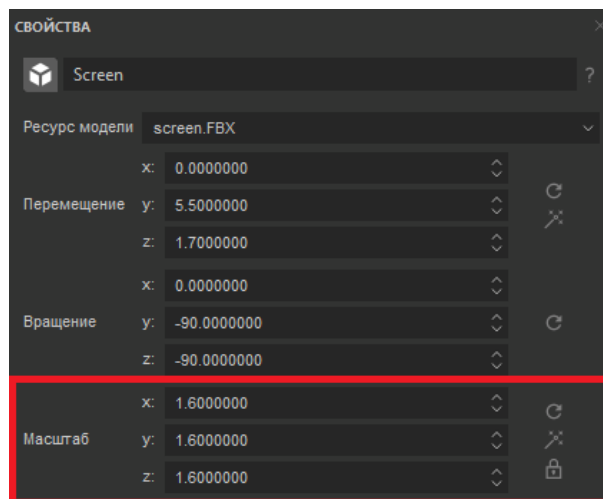 СВОЙСТВА
Screen ?
Ресурс модели screen.FBX
x: 0.0000000
Перемещение y: 5.5000000
z: 1.7000000
x: 0.0000000
Вращение y: -90.0000000
z: -90.0000000
x: 1.6000000
Масштаб y: 1.6000000
z: 1.6000000